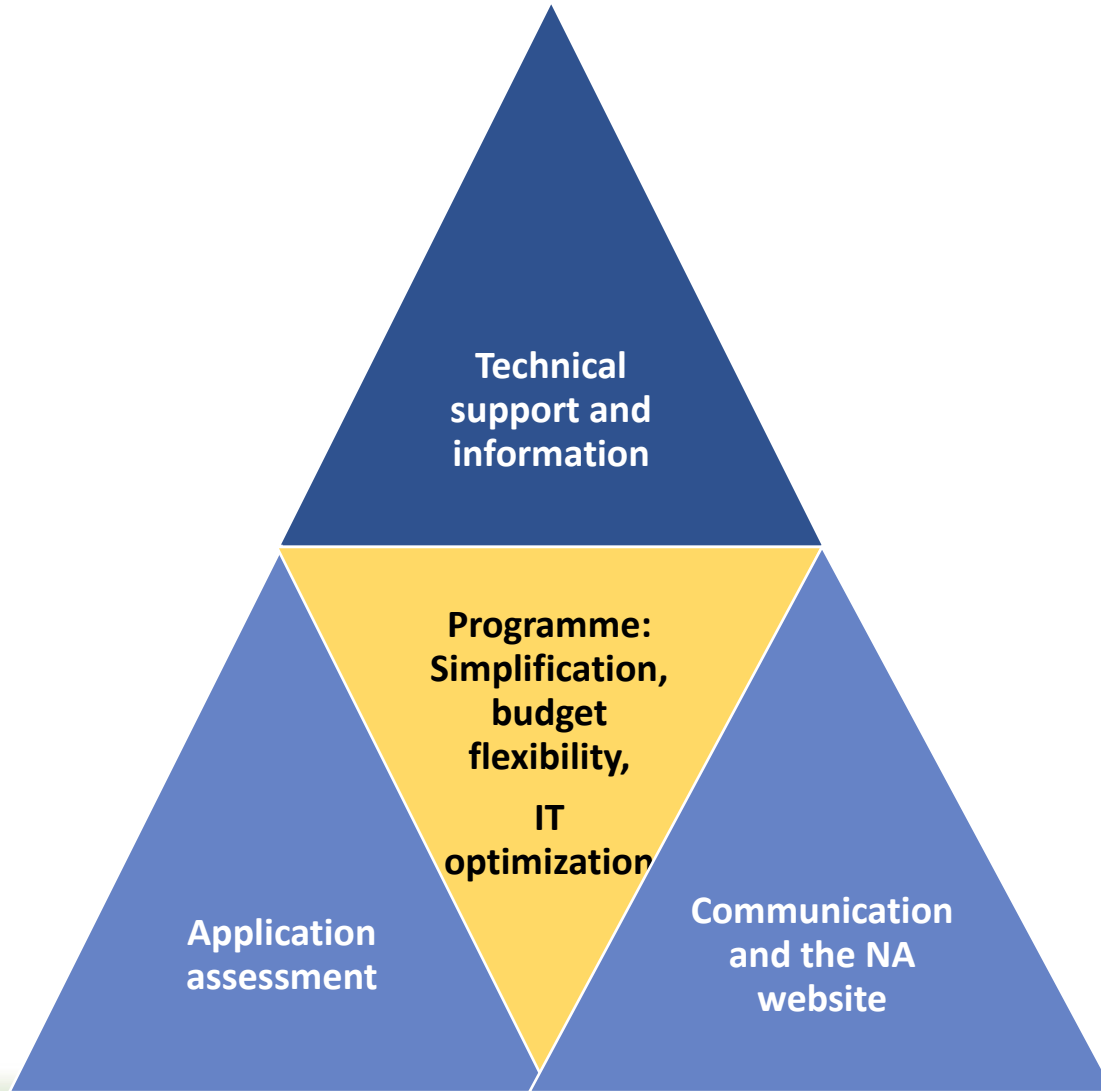 Technical
support and
information
Programme:
Simplification,
budget
flexibility,
IT
optimization
Application
assessment
Communication
and the NA
website